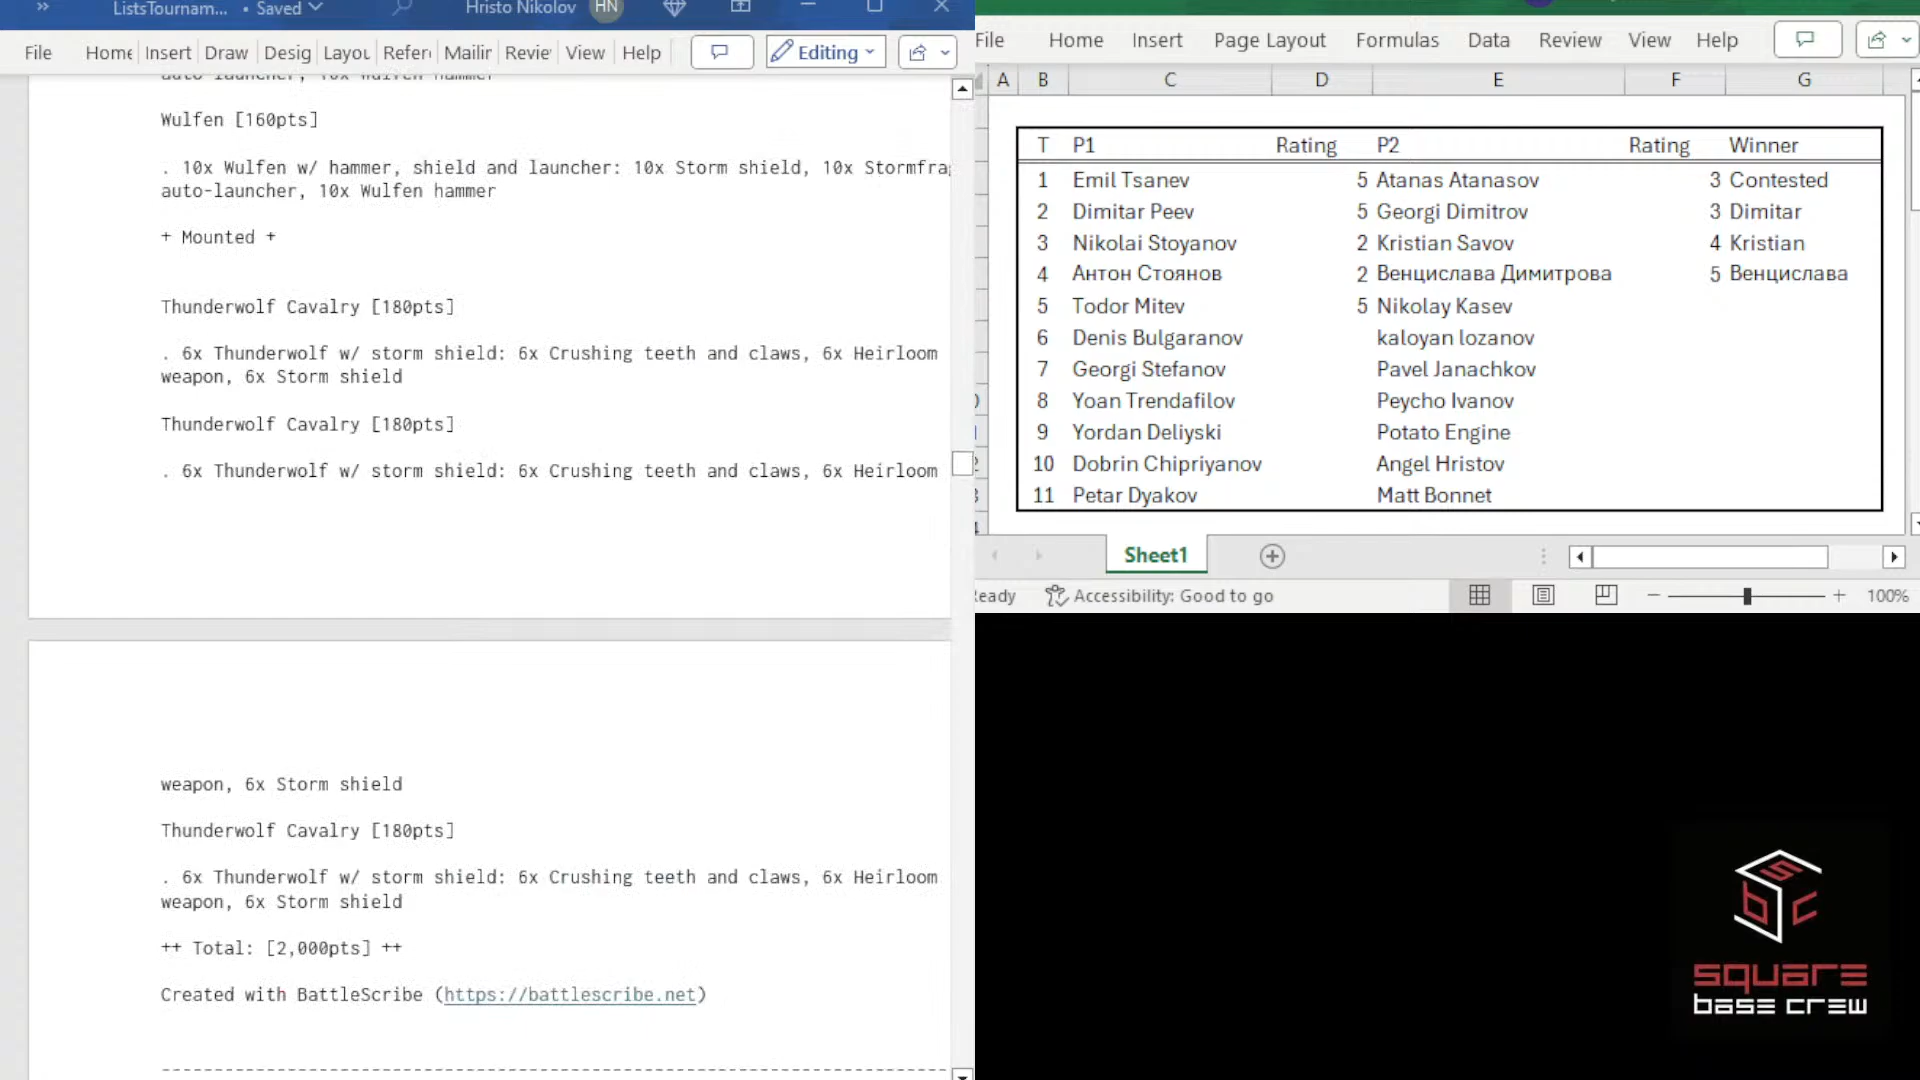 ListsTournam... • Saved
Hristo Nikolov HN
File Home Insert Draw Desig Layou Refer Mailin Revie View Help Editing
auto-launcher, 10x Wulfen hammer
Wulfen [160pts]
. 10x Wulfen w/ hammer, shield and launcher: 10x Storm shield, 10x Stormfrag
auto-launcher, 10x Wulfen hammer
+ Mounted +
Thunderwolf Cavalry [180pts]
. 6x Thunderwolf w/ storm shield: 6x Crushing teeth and claws, 6x Heirloom
weapon, 6x Storm shield
Thunderwolf Cavalry [180pts]
. 6x Thunderwolf w/ storm shield: 6x Crushing teeth and claws, 6x Heirloom
weapon, 6x Storm shield
Thunderwolf Cavalry [180pts]
. 6x Thunderwolf w/ storm shield: 6x Crushing teeth and claws, 6x Heirloom
weapon, 6x Storm shield
++ Total: [2,000pts] ++
Created with BattleScribe (https://battlescribe.net)
File Home Insert Page Layout Formulas Data Review View Help
A B C D E F G
T P1 Rating P2 Rating Winner
1 Emil Tsanev 5 Atanas Atanasov 3 Contested
2 Dimitar Peev 5 Georgi Dimitrov 3 Dimitar
3 Nikolai Stoyanov 2 Kristian Savov 4 Kristian
4 Антон Стоянов 2 Венцислава Димитрова 5 Венцислава
5 Todor Mitev 5 Nikolay Kasev
6 Denis Bulgaranov kaloyan lozanov
7 Georgi Stefanov Pavel Janachkov
8 Yoan Trendafilov Peycho Ivanov
9 Yordan Deliyski Potato Engine
10 Dobrin Chipriyanov Angel Hristov
11 Petar Dyakov Matt Bonnet
Sheet1
Ready Accessibility: Good to go 100%
sbc
square
base crew